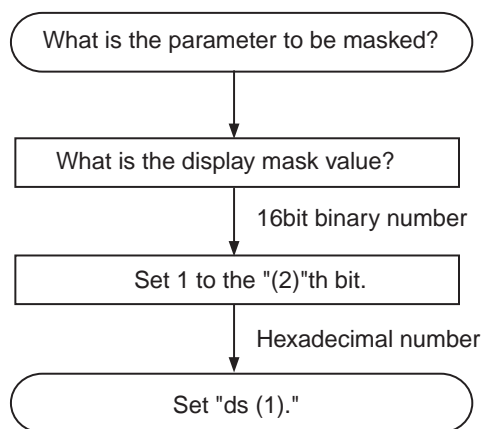 What is the parameter to be masked?
What is the display mask value?
16bit binary number
Set 1 to the "(2)"th bit.
Hexadecimal number
Set "ds (1)."